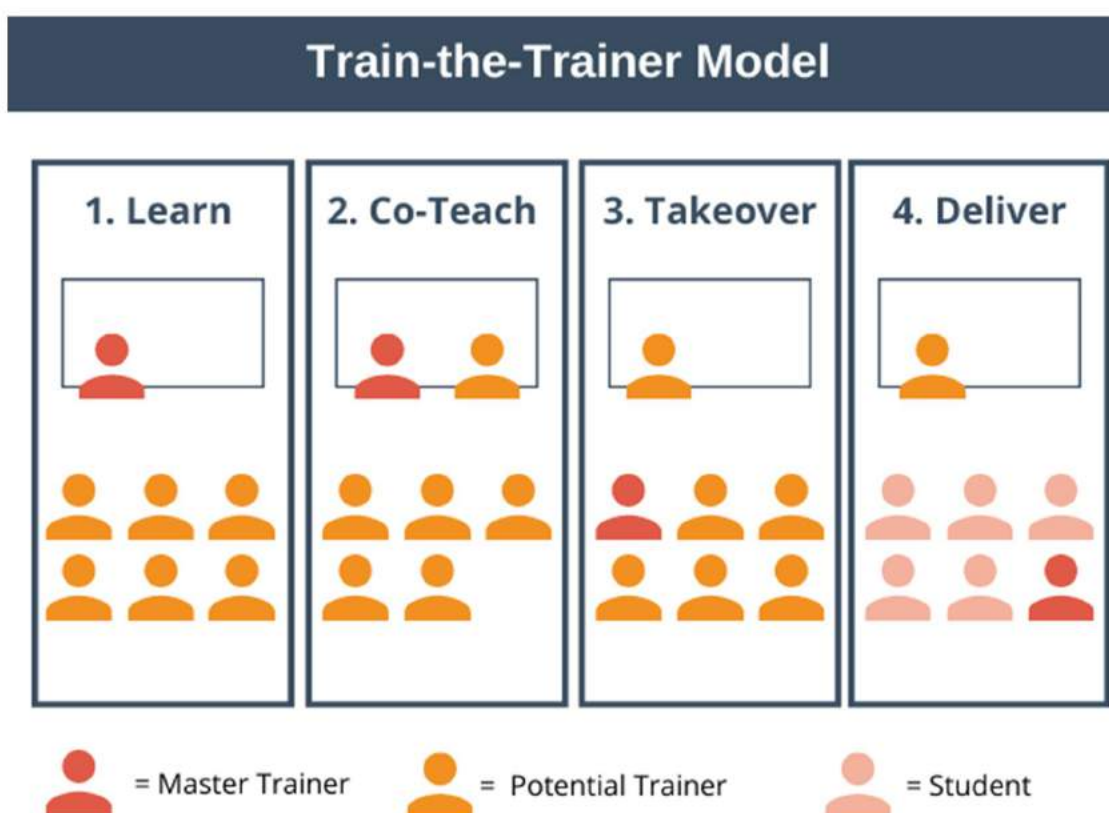 Train-the-Trainer Model
1. Learn
2. Co-Teach
3. Takeover
4. Deliver
= Master Trainer
= Potential Trainer
= Student